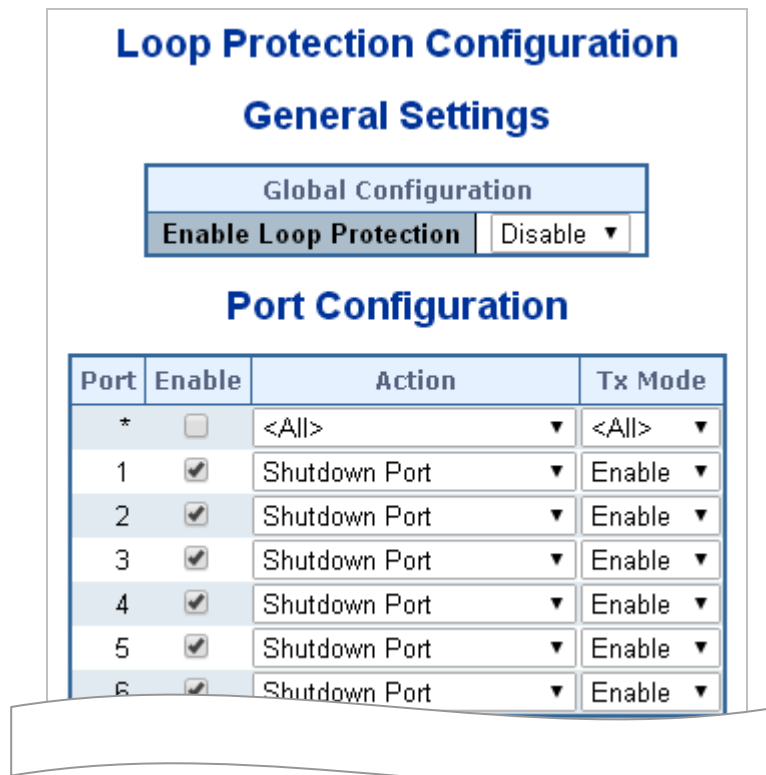 Loop Protection Configuration
General Settings
Global Configuration
Enable Loop Protection Disable
Port Configuration
Port Enable Action Tx Mode
* <All> <All>
1 Shutdown Port Enable
2 Shutdown Port Enable
3 Shutdown Port Enable
4 Shutdown Port Enable
5 Shutdown Port Enable
6 Shutdown Port Enable